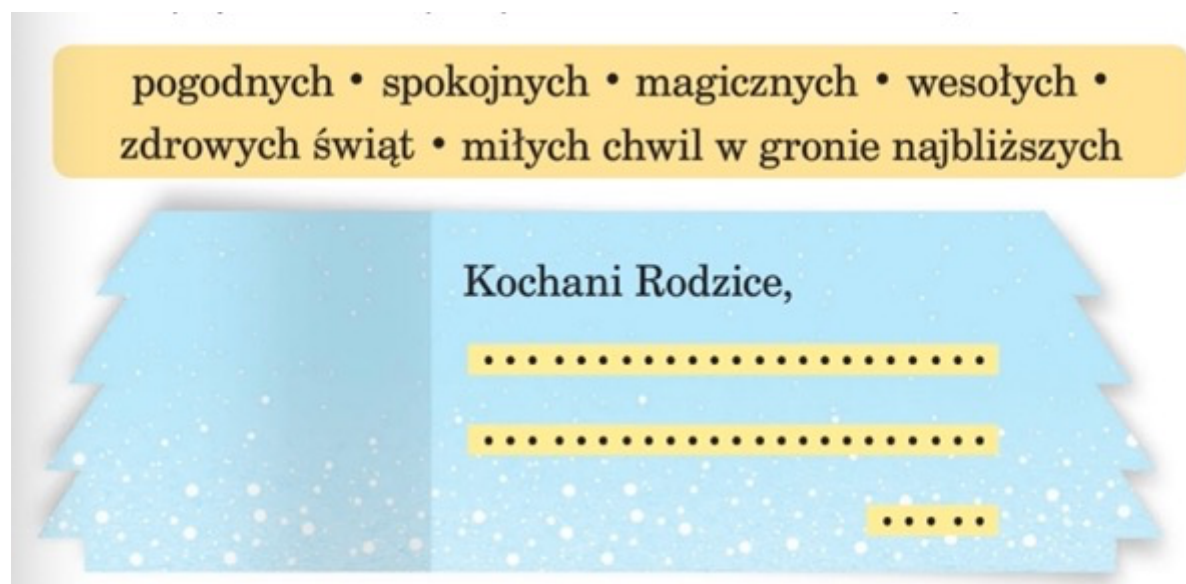 pogodnych • spokojnych • magicznych • wesołych •
zdrowych świąt • miłych chwil w gronie najbliższych
Kochani Rodzice,
.......................
.......................
.....